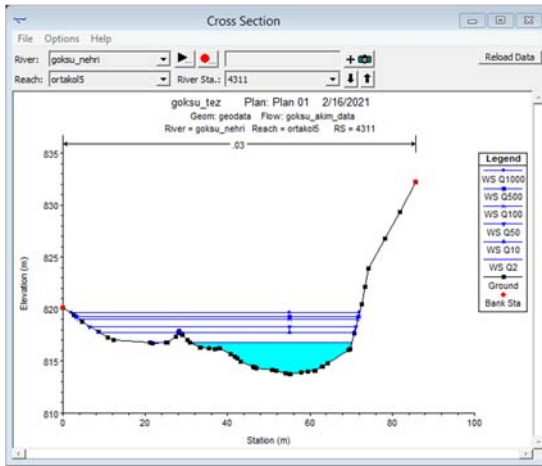 Cross Section
File Options Help
River: goksu_nehri
Reload Data
Reach: ortakol5 River Sta.: 4311
goksu_tez Plan: Plan 01 2/16/2021
Geom: geodata Flow: goksu_akim_data
River = goksu_nehri Reach = ortakol5 RS = 4311
.03
835
830
825
820
815
810
Elevation (m)
0 20 40 60 80 100
Station (m)
Legend
WS Q1000
WS Q500
WS Q100
WS Q50
WS Q10
WS Q2
Ground
Bank Sta